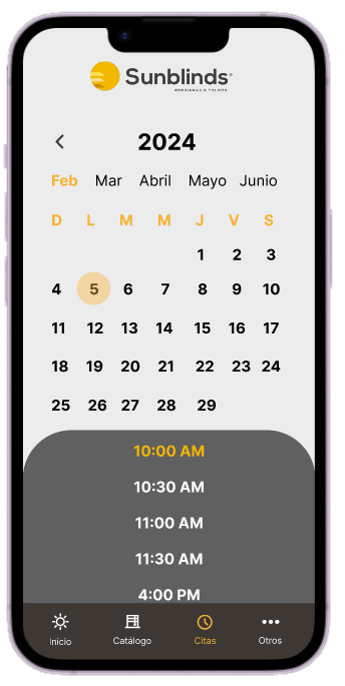 Sunblinds
PERSIANAS & TOLDOS
2024
Feb Mar Abril Mayo Junio
D L M M J V S
1 2 3
4 5 6 7 8 9 10
11 12 13 14 15 16 17
18 19 20 21 22 23 24
25 26 27 28 29
10:00 AM
10:30 AM
11:00 AM
11:30 AM
4:00 PM
Inicio Catálogo Citas Otros